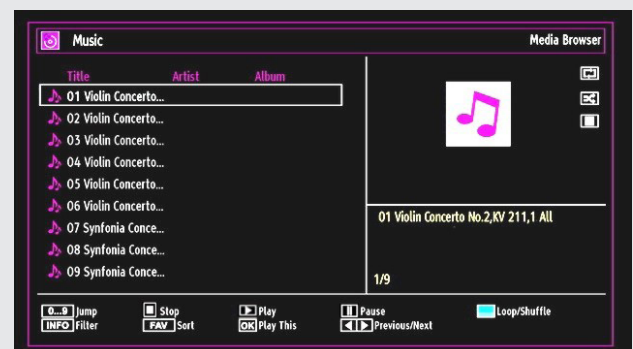 Music
Media Browser
Title Artist Album
01 Violin Concerto...
02 Violin Concerto...
03 Violin Concerto...
04 Violin Concerto...
05 Violin Concerto...
06 Violin Concerto...
07 Synfonia Conce...
08 Synfonia Conce...
09 Synfonia Conce...
01 Violin Concerto No.2,KV 211,1 All
1/9
0...9 Jump Stop Play Pause Loop/Shuffle
INFO Filter FAV Sort OK Play This Previous/Next